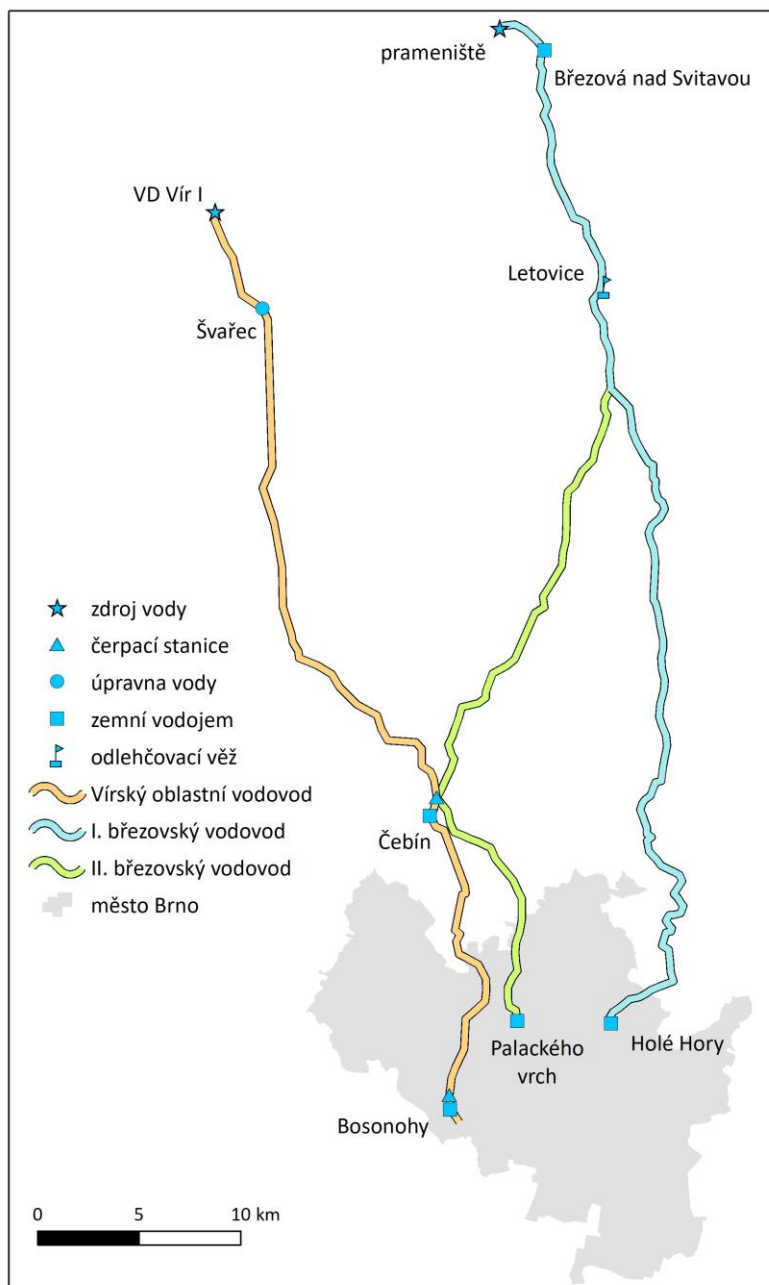 prameniště
Březová nad Svitavou
VD Vír I
Letovice
Švařec
zdroj vody
čerpací stanice
úpravna vody
zemní vodojem
odlehčovací věž
Vírský oblastní vodovod
I. březovský vodovod
II. březovský vodovod
město Brno
Čebín
Palackého
vrch
Holé Hory
Bosonohy
0 5 10 km